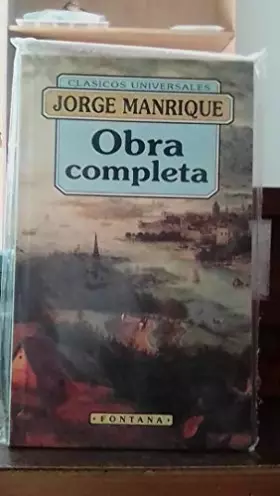 CLASICOS UNIVERSALES
JORGE MANRIQUE
Obra
completa
· FONTANA ·